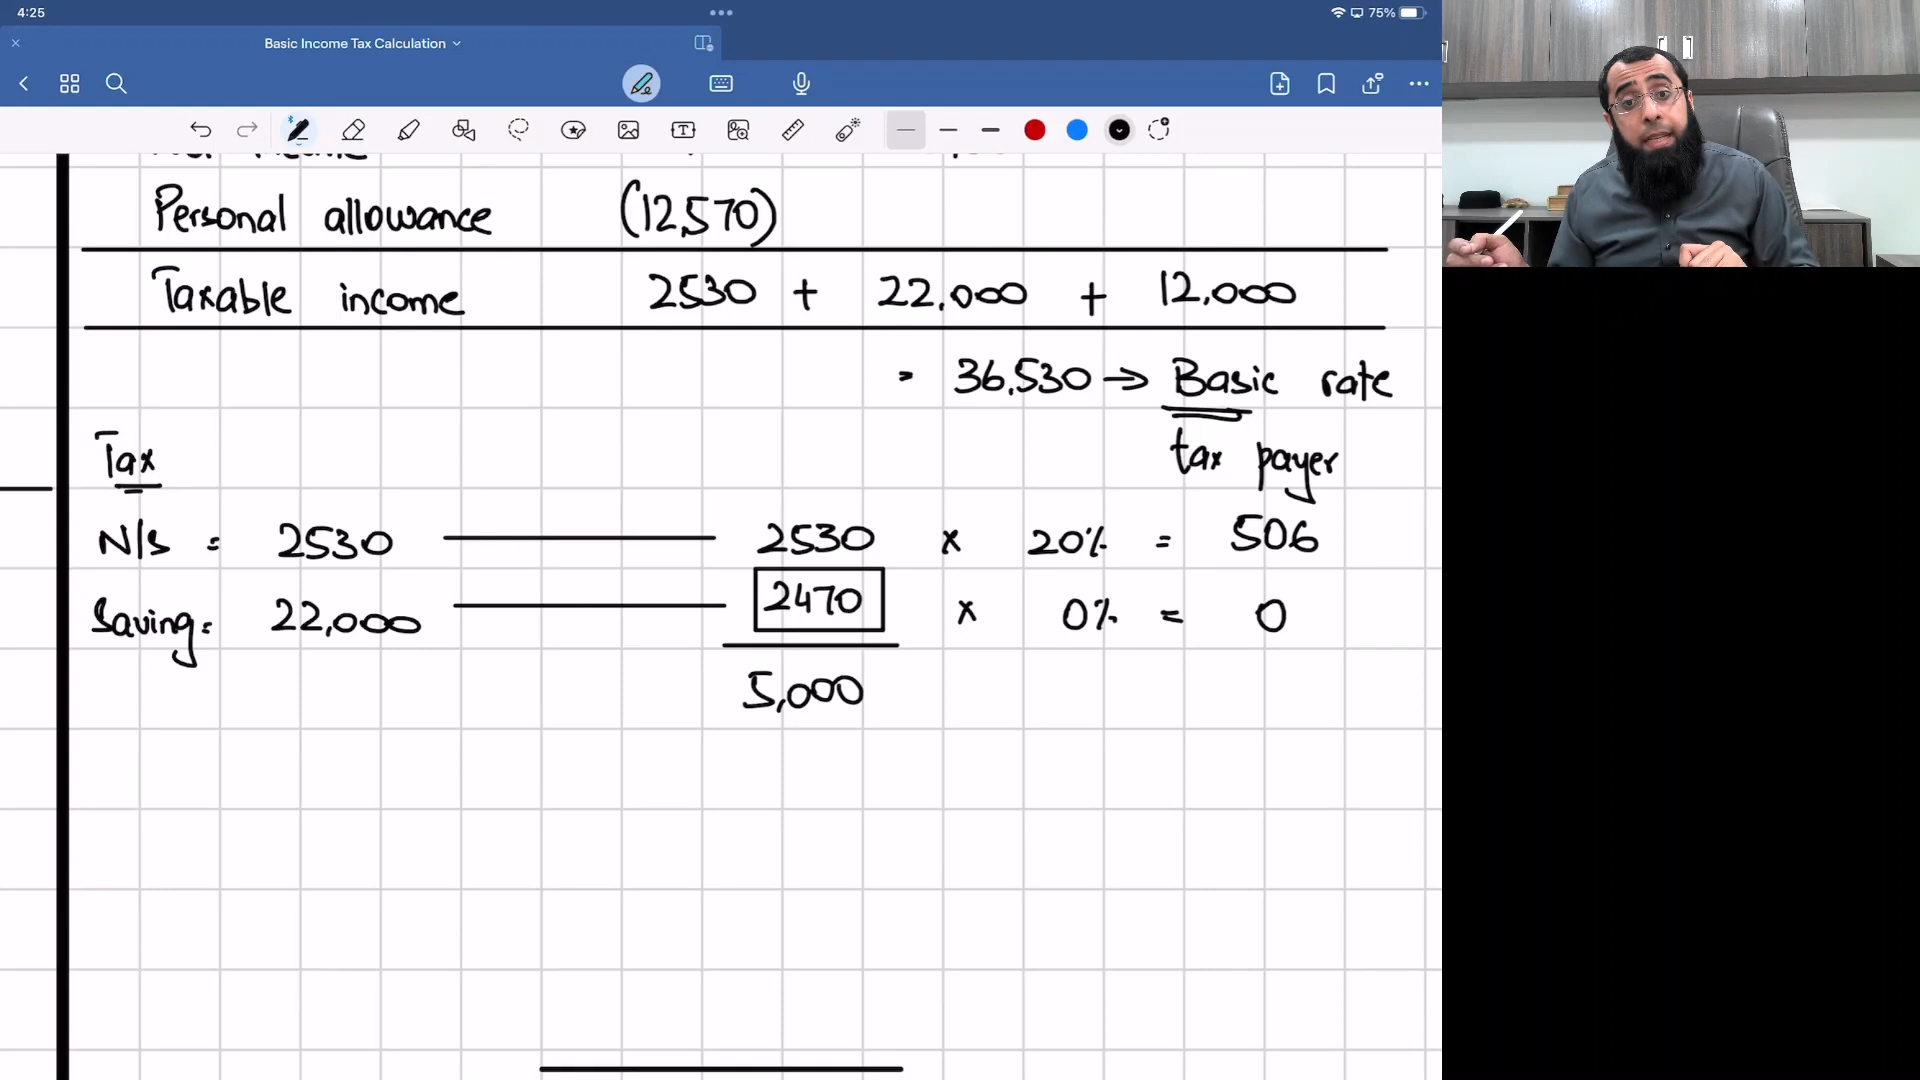 4:25
75%
Basic Income Tax Calculation
Personal allowance (12,570)
Taxable income 2530 + 22,000 + 12,000
= 36,530 → Basic rate
tax payer
Tax
N/S = 2530 2530 x 20% = 506
Saving = 22,000 2470 x 0% = 0
5,000